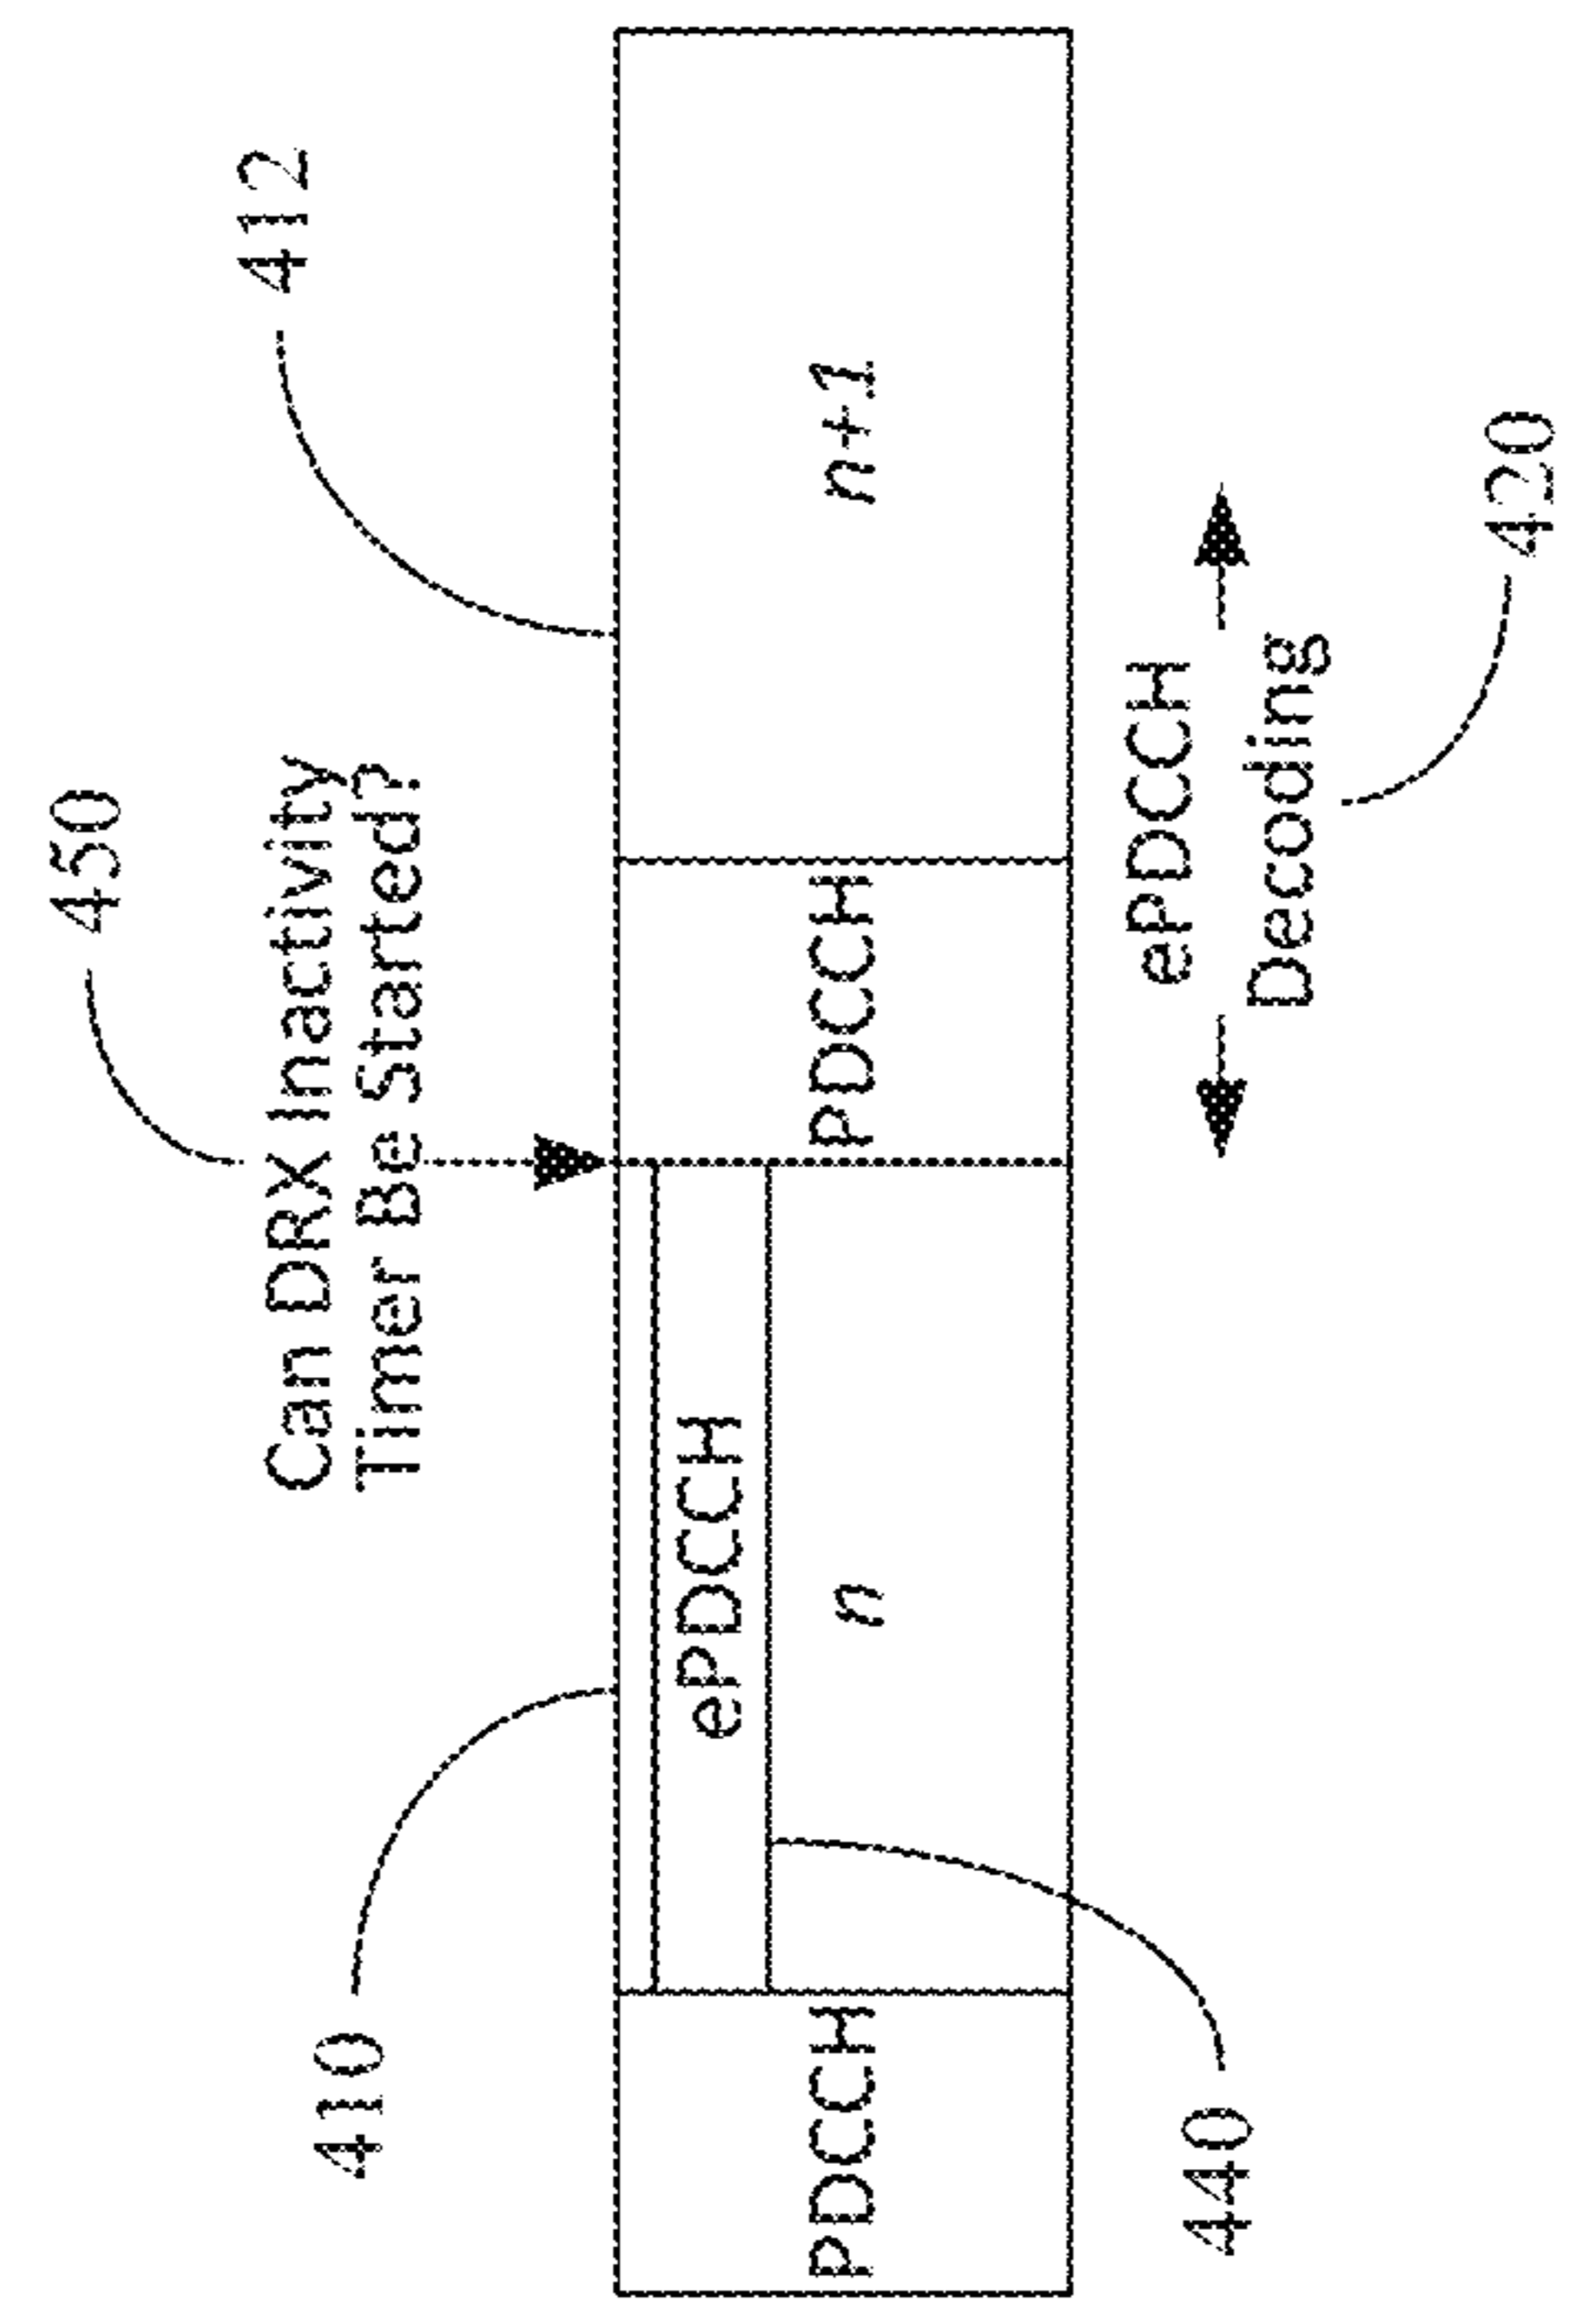 450
410
412
Can DRX Inactivity
Timer Be Started?
ePDCCH
PDCCH
n
PDCCH
n+1
ePDCCH
Decoding
440
420